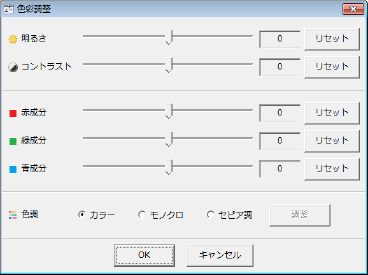 色彩調整
明るさ 0 リセット
コントラスト 0 リセット
赤成分 0 リセット
緑成分 0 リセット
青成分 0 リセット
色調 カラー モノクロ セピア調 調整
OK キャンセル